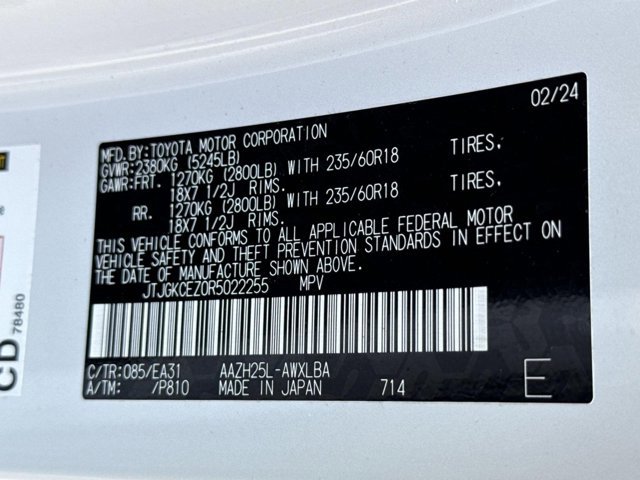 02/24
MFD.BY:TOYOTA MOTOR CORPORATION
GVWR:2380KG (5245LB)
GAWR:FRT. 1270KG (2800LB) WITH 235/60R18 TIRES,
18X7 1/2J RIMS.
RR. 1270KG (2800LB) WITH 235/60R18 TIRES,
18X7 1/2J RIMS.
THIS VEHICLE CONFORMS TO ALL APPLICABLE FEDERAL MOTOR
VEHICLE SAFETY AND THEFT PREVENTION STANDARDS IN EFFECT ON
THE DATE OF MANUFACTURE SHOWN ABOVE.
JTJGKCEZ0R5022255 MPV
C/TR:085/EA31 AAZH25L-AWXLBA
A/TM: /P810 MADE IN JAPAN 714
E
CD
78480